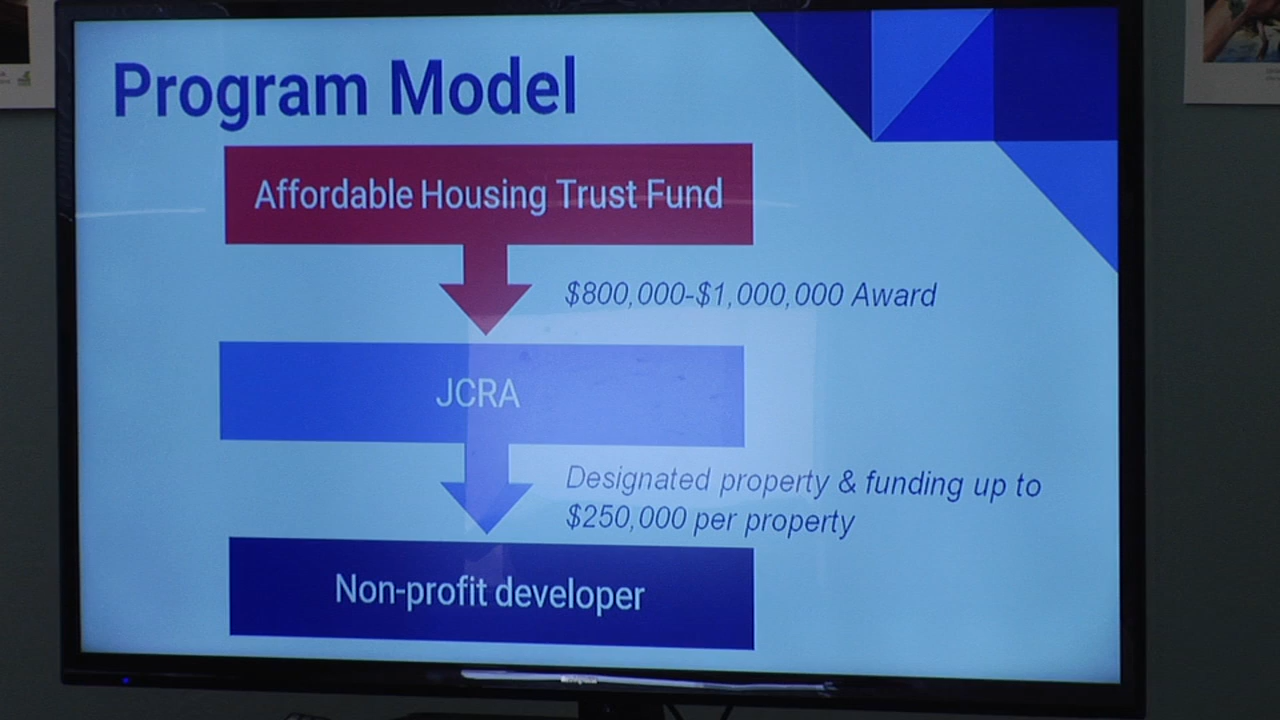 Program Model
Affordable Housing Trust Fund
$800,000-$1,000,000 Award
JCRA
Designated property & funding up to
$250,000 per property
Non-profit developer